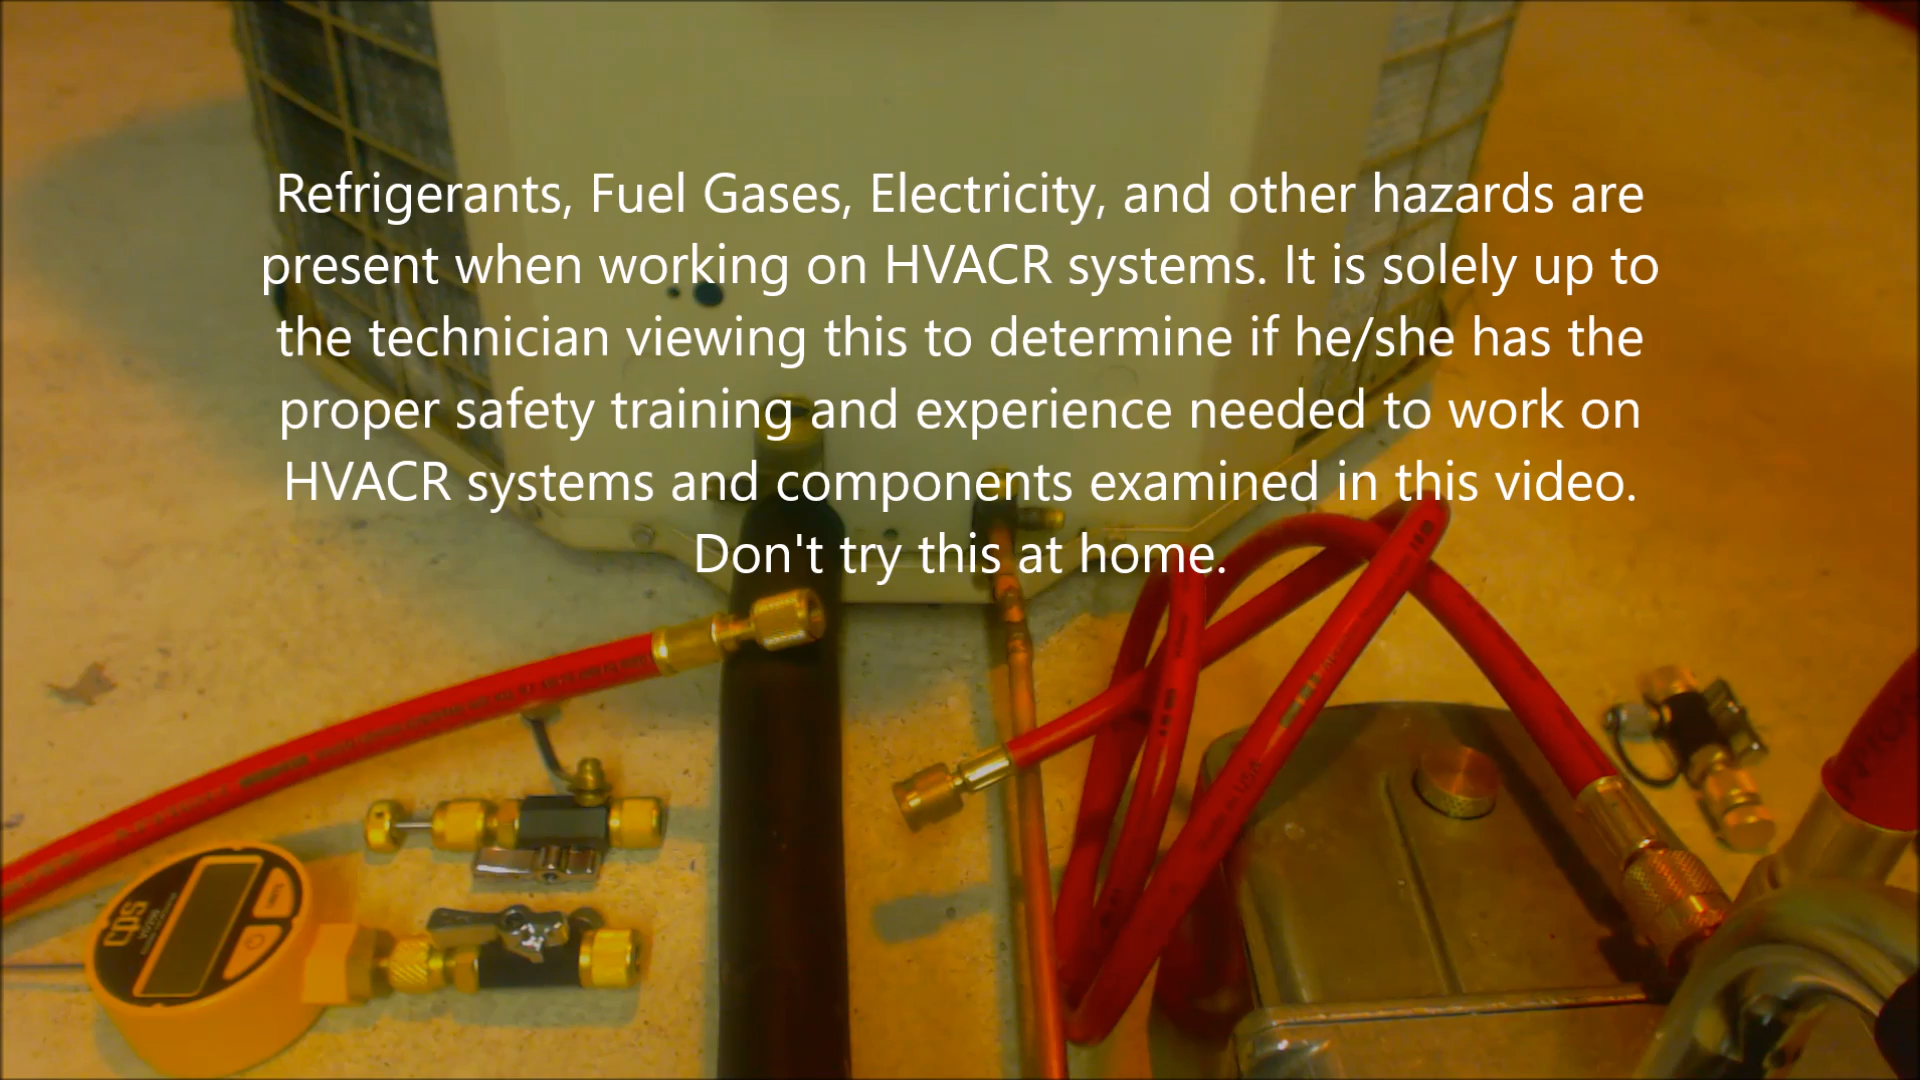 Refrigerants, Fuel Gases, Electricity, and other hazards are
present when working on HVACR systems. It is solely up to
the technician viewing this to determine if he/she has the
proper safety training and experience needed to work on
HVACR systems and components examined in this video.
Don't try this at home.
cps